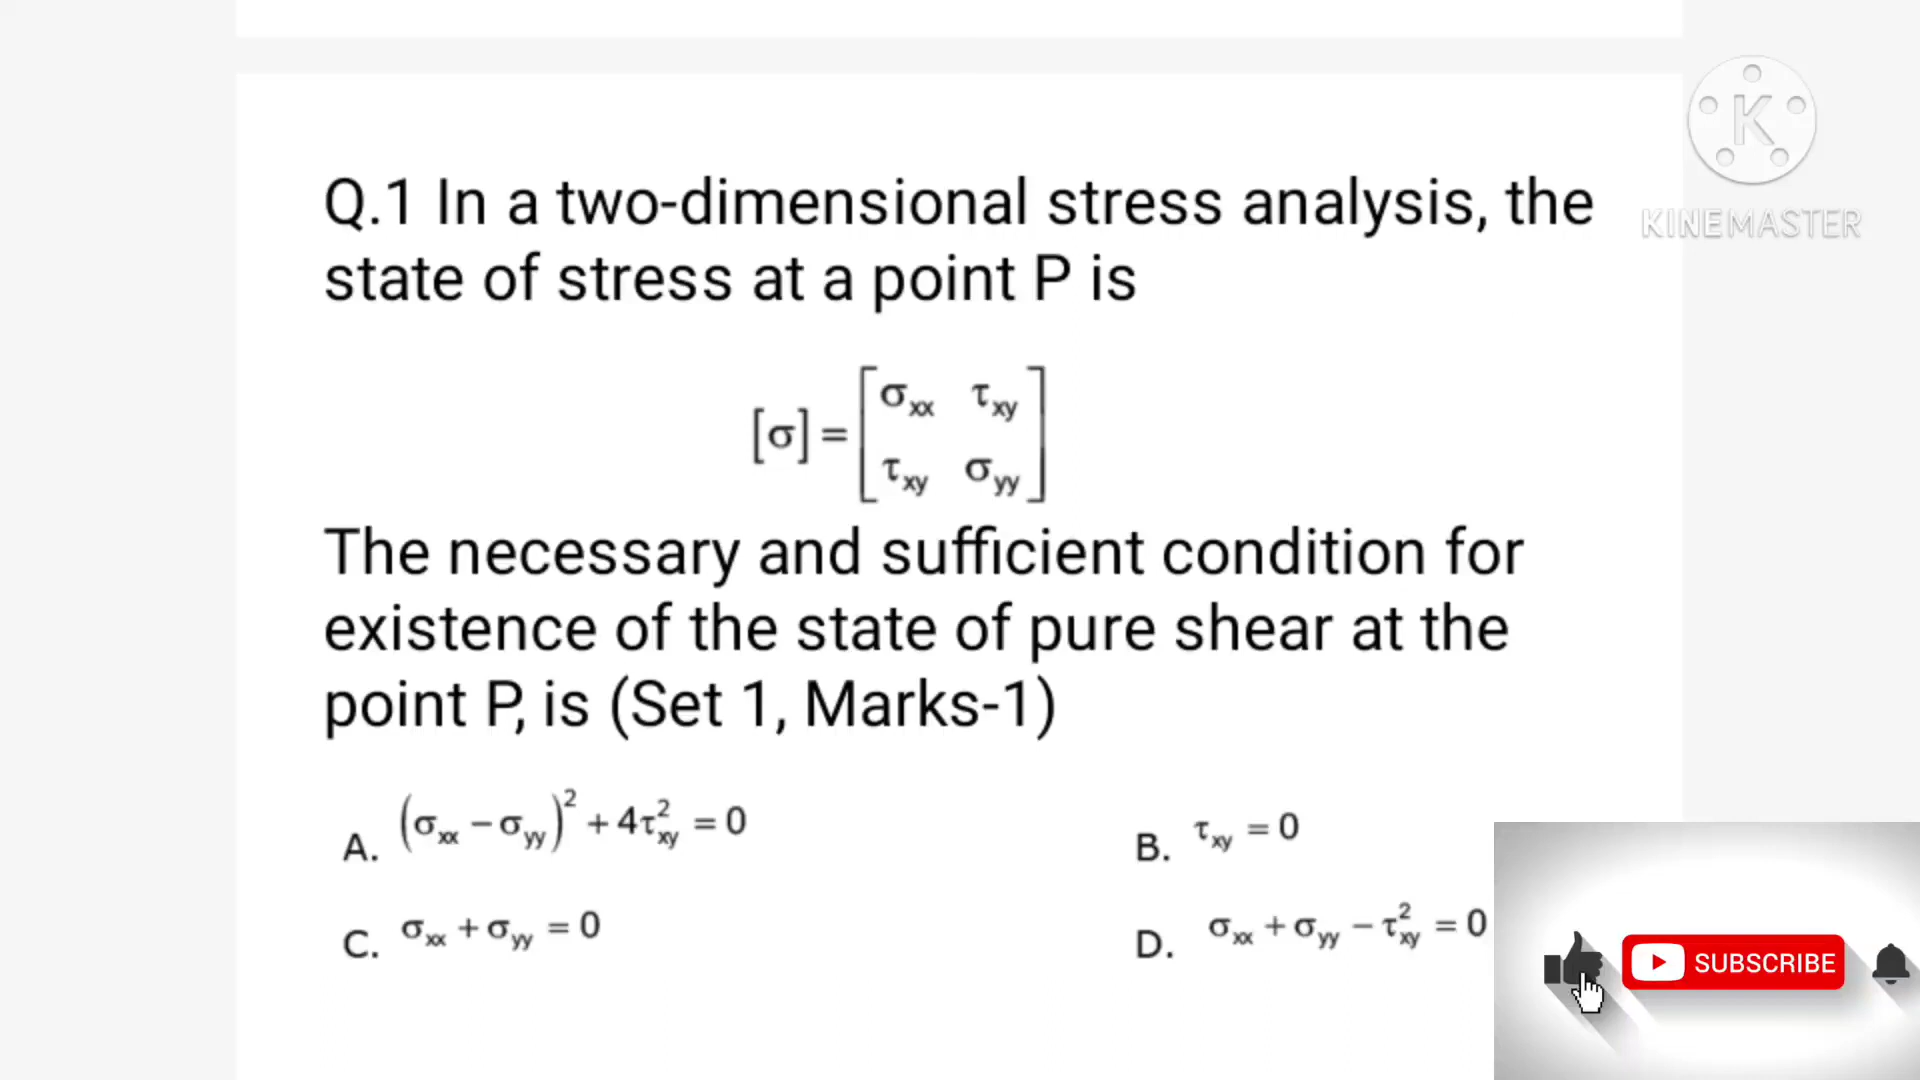 K
KINEMASTER
Q.1 In a two-dimensional stress analysis, the
state of stress at a point P is
[σ] = [σxx τxy
τxy σyy]
The necessary and sufficient condition for
existence of the state of pure shear at the
point P, is (Set 1, Marks-1)
A. (σxx − σyy)² + 4τ²xy = 0
B. τxy = 0
C. σxx + σyy = 0
D. σxx + σyy − τ²xy = 0
SUBSCRIBE